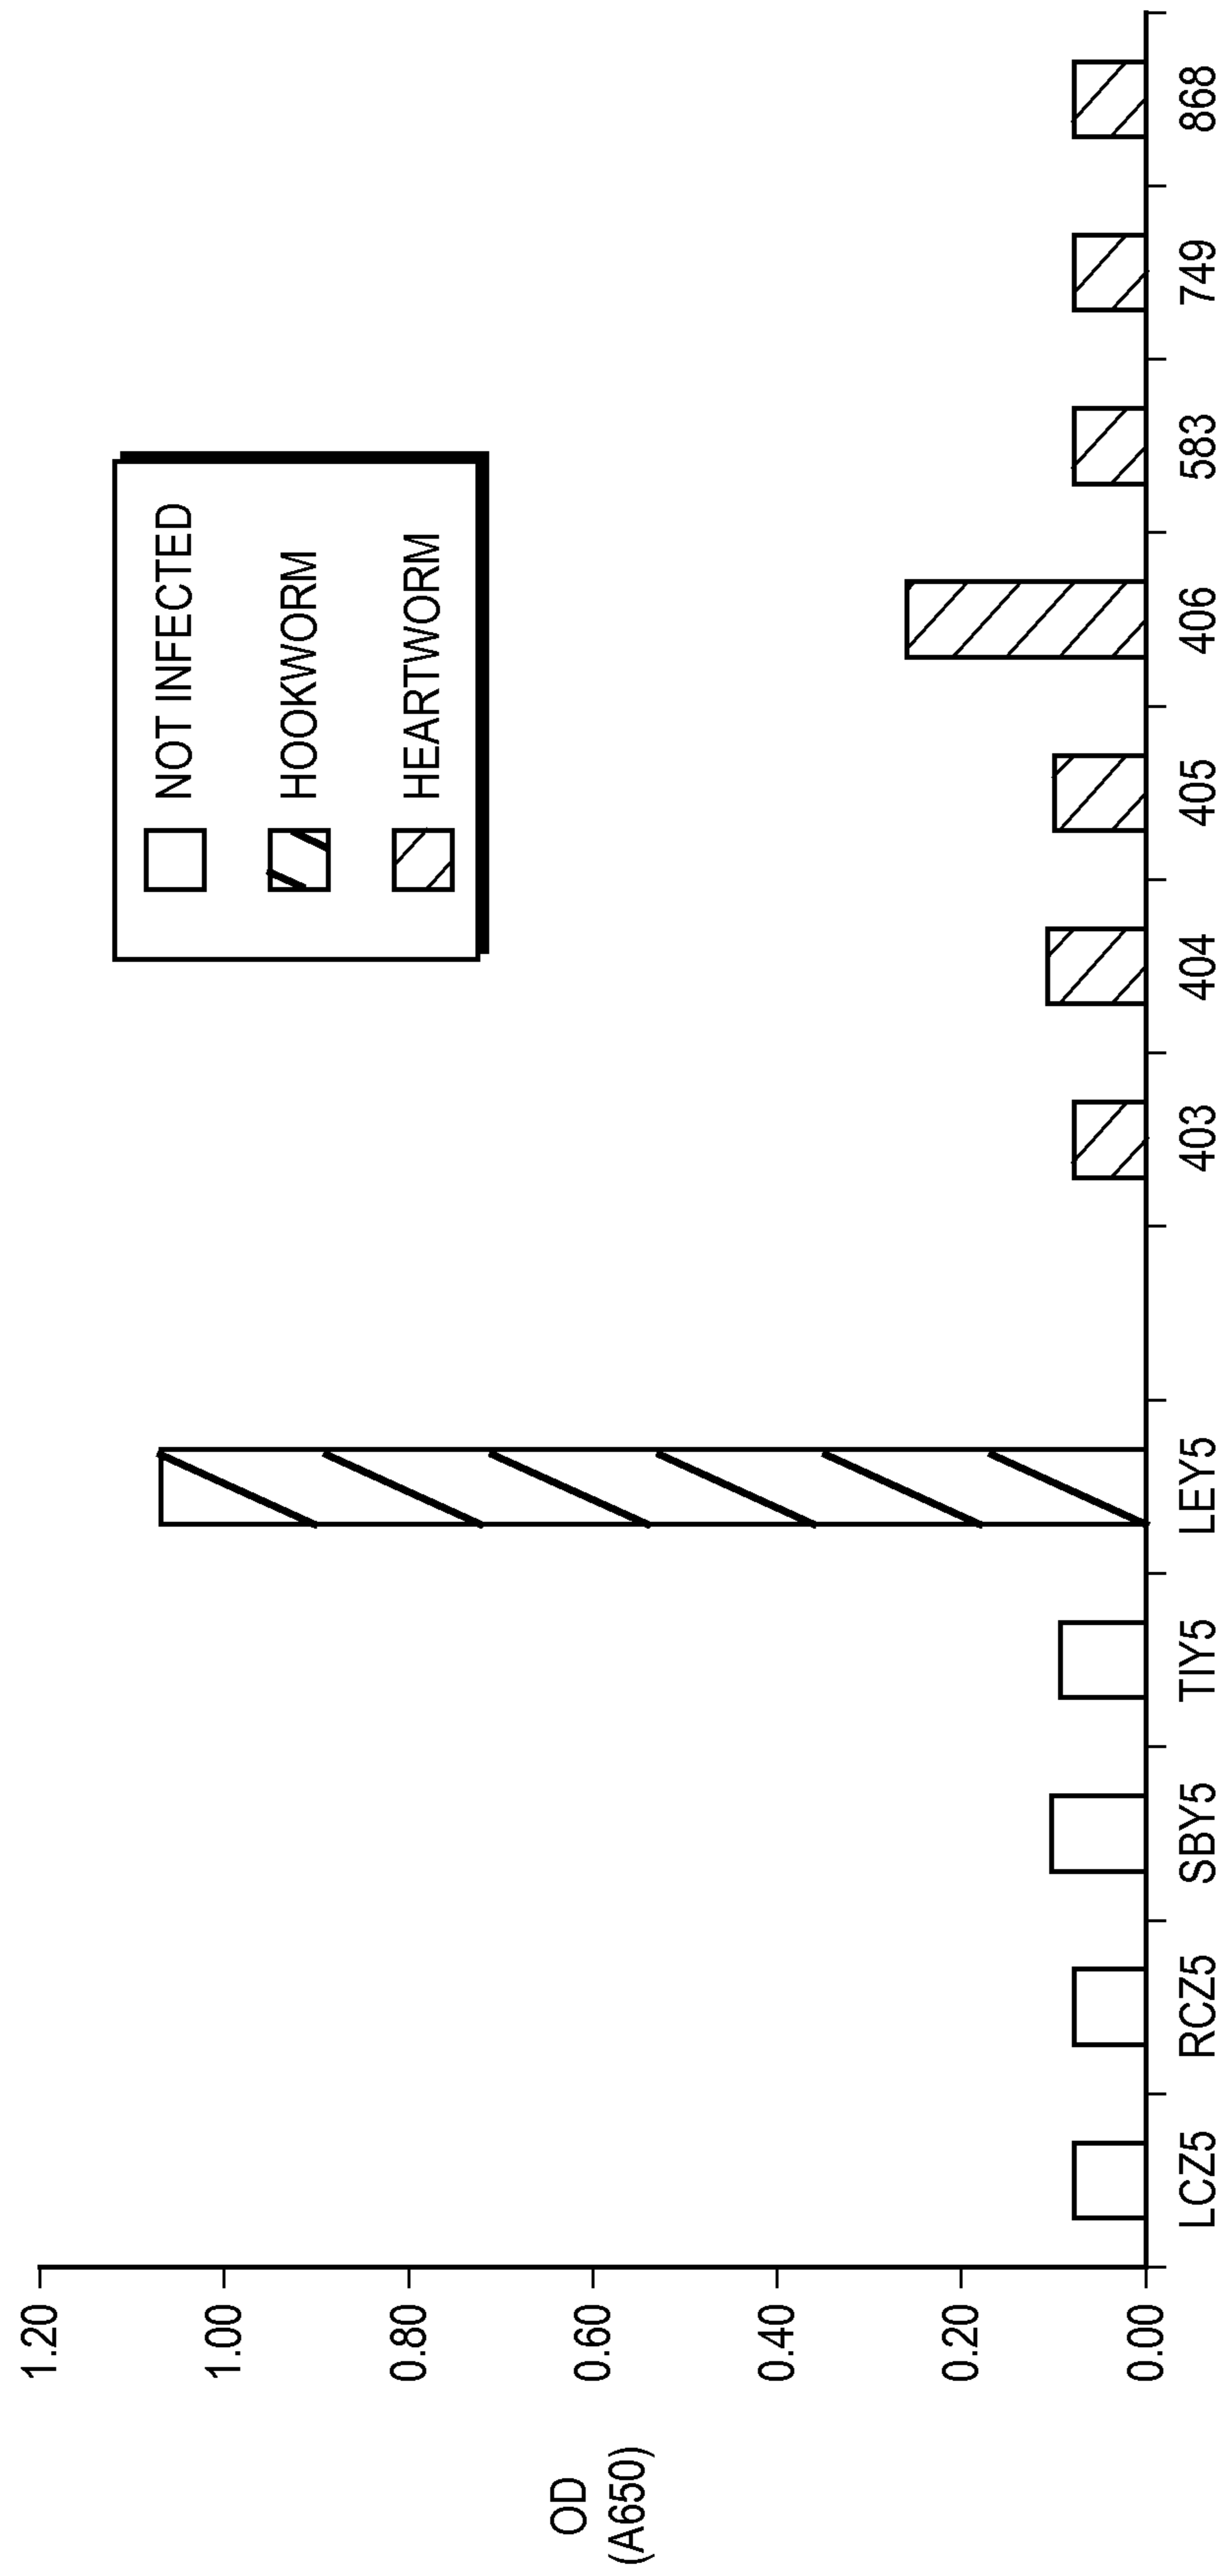 OD
(A650)
1.20
1.00
0.80
0.60
0.40
0.20
0.00
NOT INFECTED
HOOKWORM
HEARTWORM
LCZ5 RCZ5 SBY5 TIY5 LEY5 403 404 405 406 583 749 868